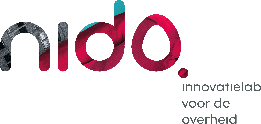 nido.
innovatielab
voor de
overheid